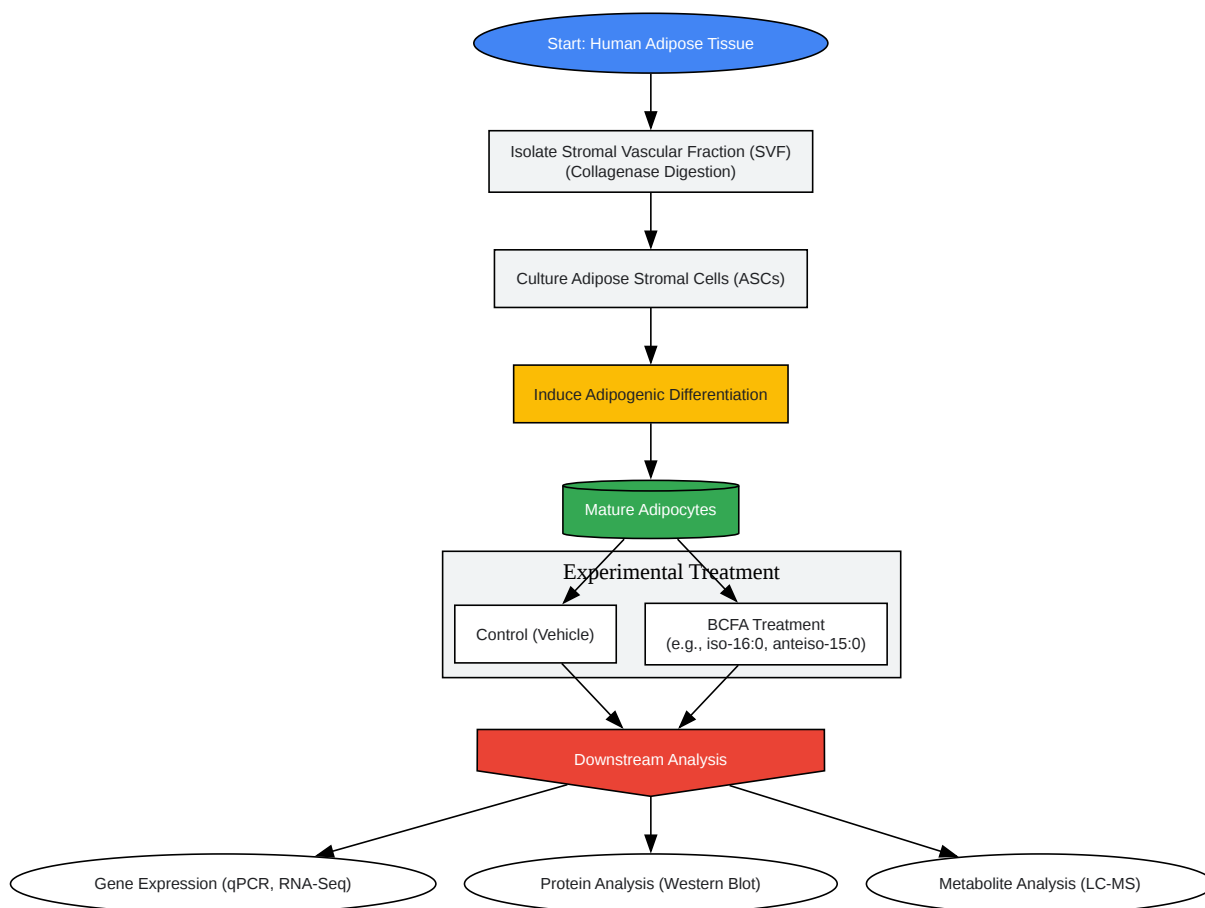 Start: Human Adipose Tissue
Isolate Stromal Vascular Fraction (SVF)
(Collagenase Digestion)
Culture Adipose Stromal Cells (ASCs)
Induce Adipogenic Differentiation
Mature Adipocytes
Experimental Treatment
Control (Vehicle)
BCFA Treatment
(e.g., iso-16:0, anteiso-15:0)
Downstream Analysis
Gene Expression (qPCR, RNA-Seq)
Protein Analysis (Western Blot)
Metabolite Analysis (LC-MS)